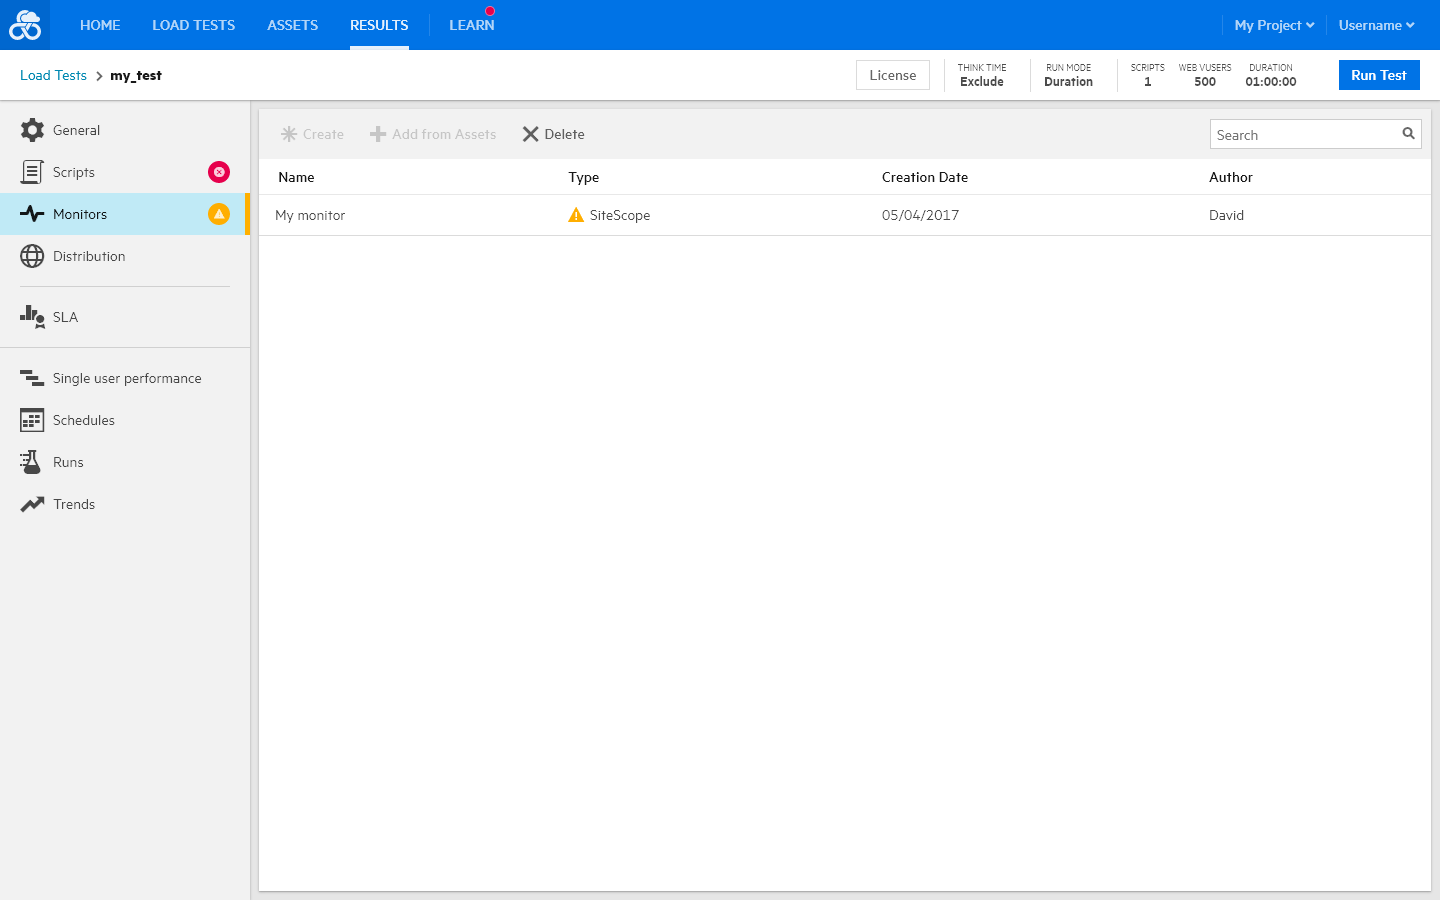 HOME LOAD TESTS ASSETS RESULTS LEARN My Project Username
Load Tests > my_test License THINK TIME Exclude RUN MODE Duration SCRIPTS 1 WEB VUSERS 500 DURATION 01:00:00 Run Test
General
Scripts
Monitors
Distribution
SLA
Single user performance
Schedules
Runs
Trends
Create Add from Assets Delete Search
Name Type Creation Date Author
My monitor SiteScope 05/04/2017 David